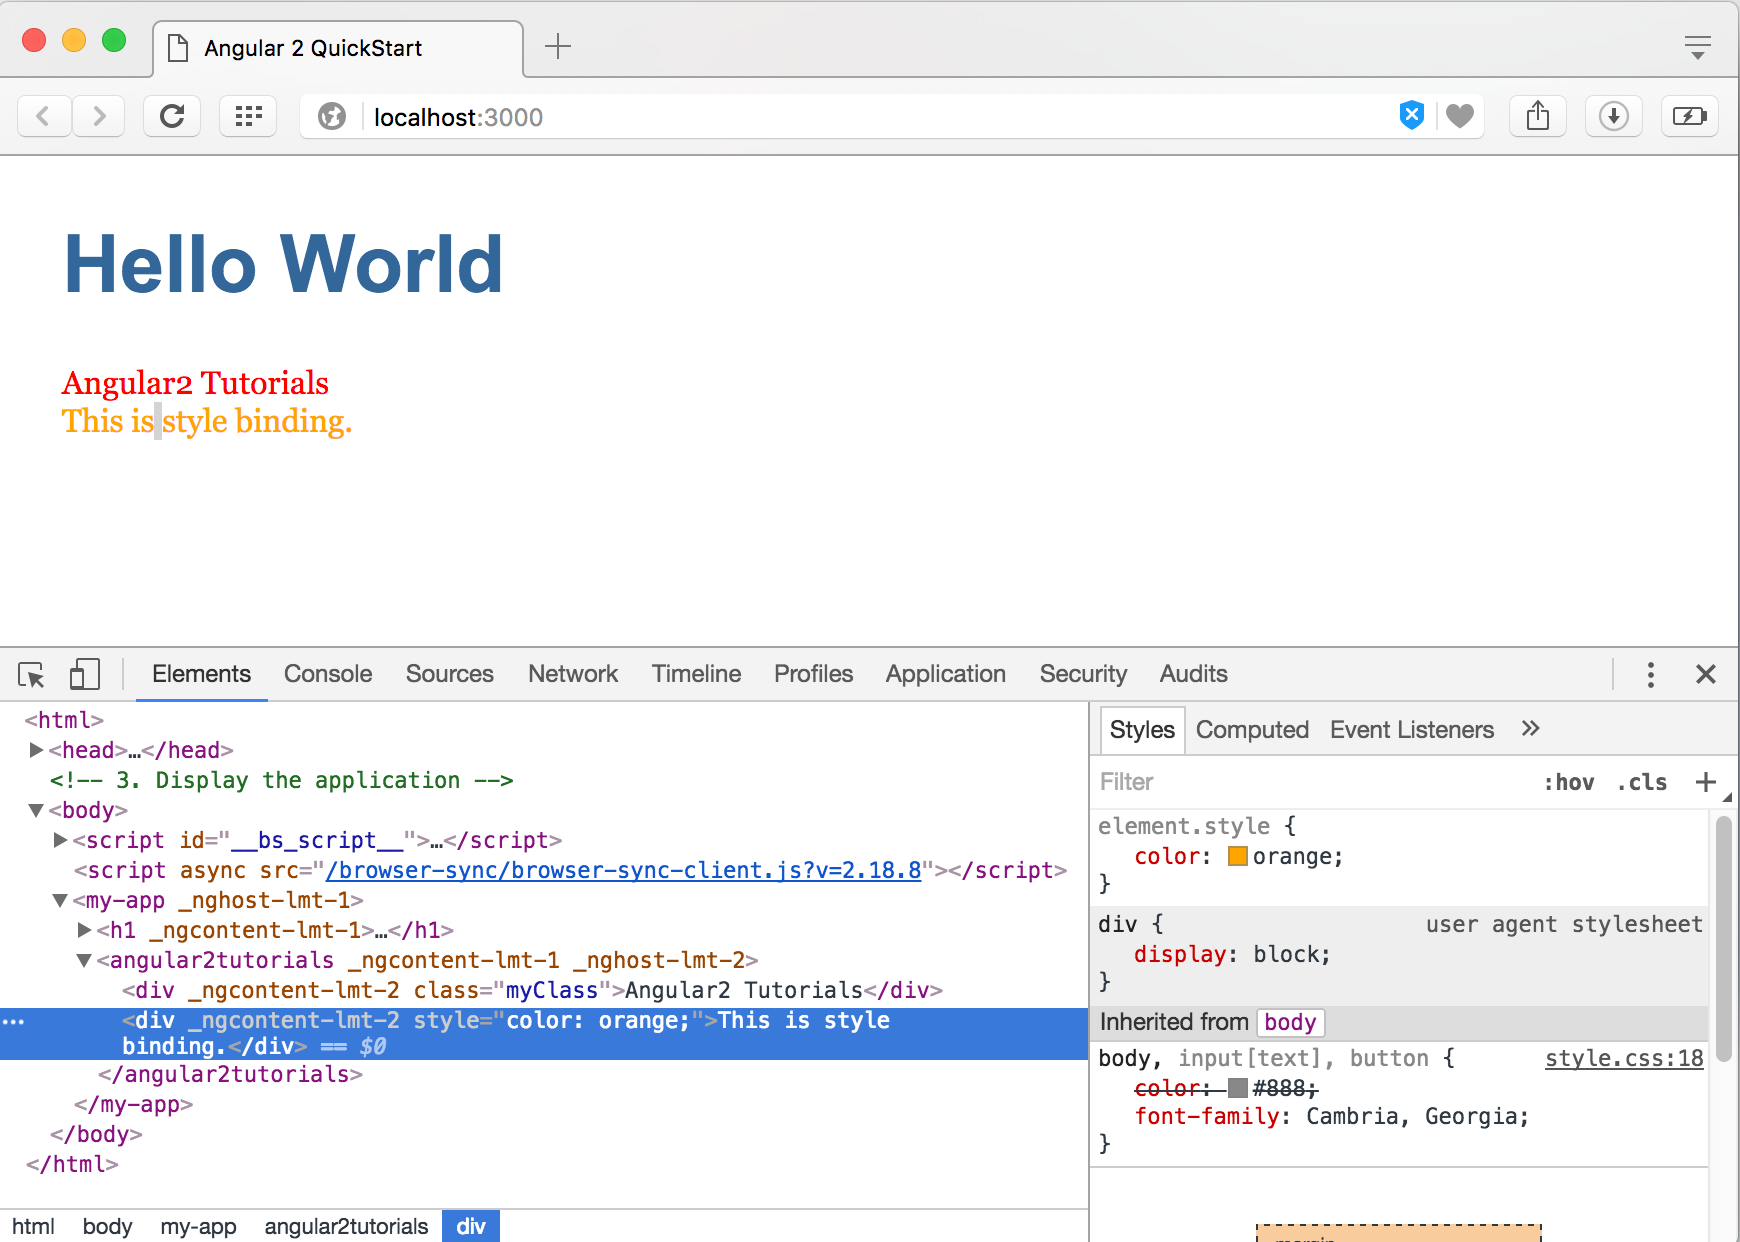 Angular 2 QuickStart
localhost:3000
Hello World
Angular2 Tutorials
This is style binding.
Elements Console Sources Network Timeline Profiles Application Security Audits
<html>
<head>…</head>
<!-- 3. Display the application -->
<body>
<script id="__bs_script__">…</script>
<script async src="/browser-sync/browser-sync-client.js?v=2.18.8"></script>
<my-app _nghost-lmt-1>
<h1 _ngcontent-lmt-1>…</h1>
<angular2tutorials _ngcontent-lmt-1 _nghost-lmt-2>
<div _ngcontent-lmt-2 class="myClass">Angular2 Tutorials</div>
<div _ngcontent-lmt-2 style="color: orange;">This is style
binding.</div> == $0
</angular2tutorials>
</my-app>
</body>
</html>
html body my-app angular2tutorials div
Styles Computed Event Listeners »
Filter :hov .cls +
element.style {
color: orange;
}
div { user agent stylesheet
display: block;
}
Inherited from body
body, input[text], button { style.css:18
color: #888;
font-family: Cambria, Georgia;
}